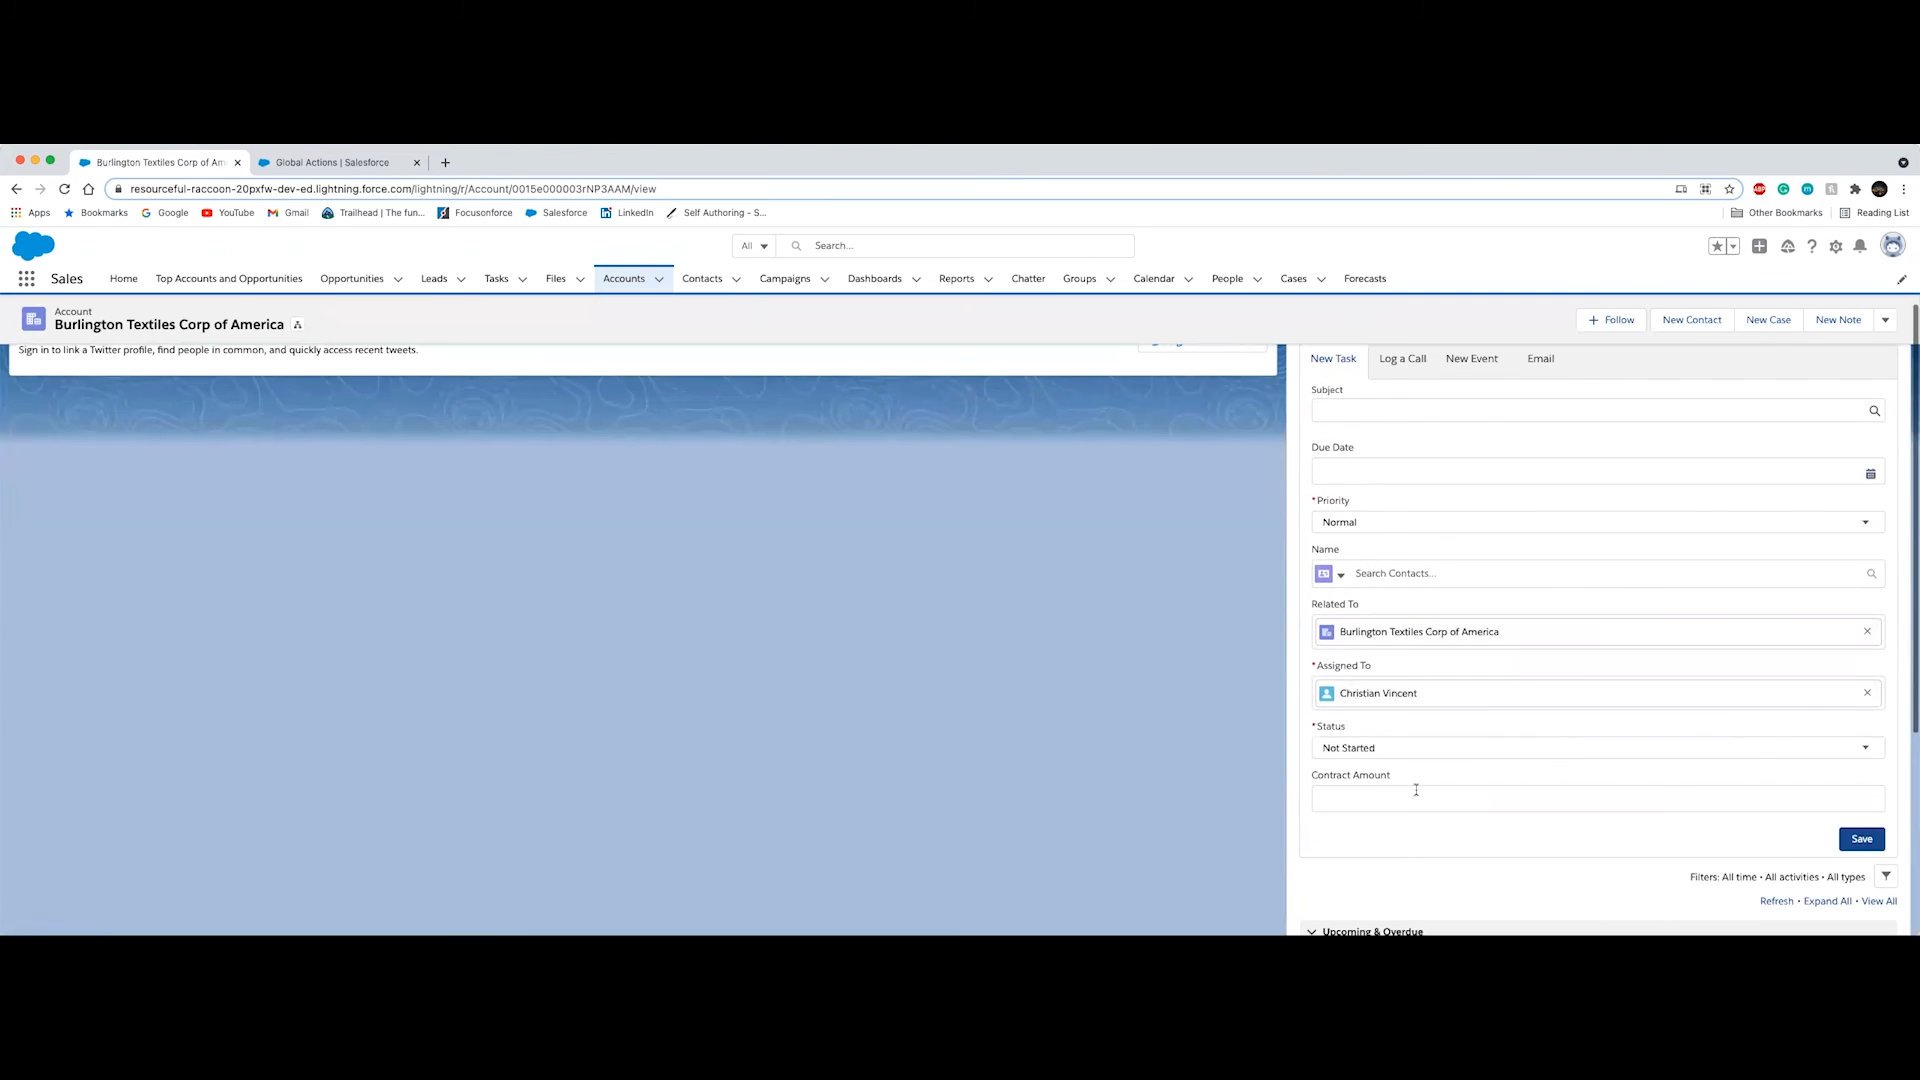 Burlington Textiles Corp of Am
Global Actions | Salesforce
resourceful-raccoon-20pxfw-dev-ed.lightning.force.com/lightning/r/Account/0015e000003rNP3AAM/view
Apps Bookmarks Google YouTube Gmail Trailhead | The fun... Focusonforce Salesforce LinkedIn Self Authoring - S... Other Bookmarks Reading List
All Search...
Sales Home Top Accounts and Opportunities Opportunities Leads Tasks Files Accounts Contacts Campaigns Dashboards Reports Chatter Groups Calendar People Cases Forecasts
Account
Burlington Textiles Corp of America
+ Follow New Contact New Case New Note
Sign in to link a Twitter profile, find people in common, and quickly access recent tweets.
New Task Log a Call New Event Email
Subject
Due Date
*Priority
Normal
Name
Search Contacts...
Related To
Burlington Textiles Corp of America
*Assigned To
Christian Vincent
*Status
Not Started
Contract Amount
Save
Filters: All time • All activities • All types
Refresh • Expand All • View All
Upcoming & Overdue